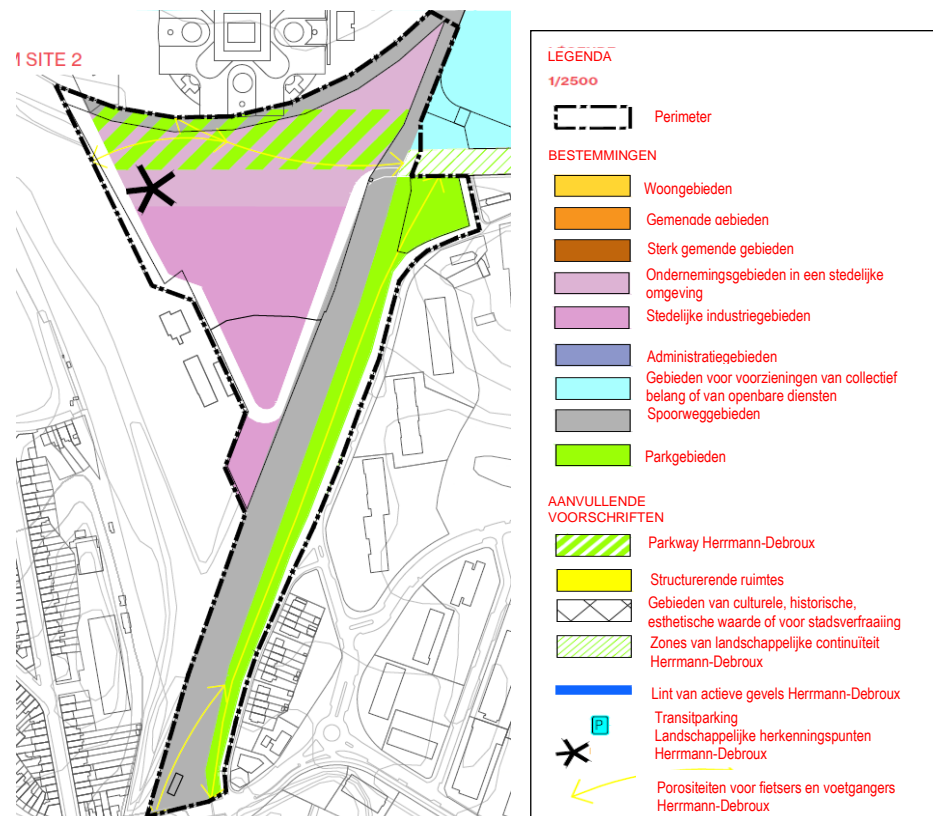 M SITE 2
LEGENDA
1/2500
Perimeter
BESTEMMINGEN
Woongebieden
Gemengde gebieden
Sterk gemende gebieden
Ondernemingsgebieden in een stedelijke
omgeving
Stedelijke industriegebieden
Administratiegebieden
Gebieden voor voorzieningen van collectief
belang of van openbare diensten
Spoorweggebieden
Parkgebieden
AANVULLENDE
VOORSCHRIFTEN
Parkway Herrmann-Debroux
Structurerende ruimtes
Gebieden van culturele, historische,
esthetische waarde of voor stadsverfraaiing
Zones van landschappelijke continuïteit
Herrmann-Debroux
Lint van actieve gevels Herrmann-Debroux
P
Transitparking
Landschappelijke herkenningspunten
Herrmann-Debroux
Porositeiten voor fietsers en voetgangers
Herrmann-Debroux